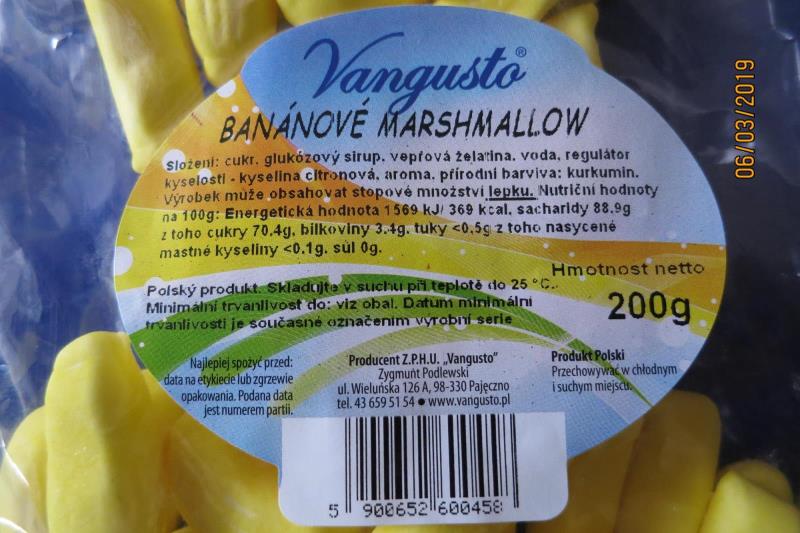 Vangusto®
BANÁNOVÉ MARSHMALLOW
Složení: cukr, glukózový sirup, vepřová želatina, voda, regulátor
kyselosti - kyselina citronová, aroma, přírodní barviva: kurkumin.
Výrobek může obsahovat stopové množství lepku. Nutriční hodnoty
na 100g: Energetická hodnota 1569 kJ/ 369 kcal, sacharidy 88.9g
z toho cukry 70.4g, bílkoviny 3.4g, tuky <0,5g z toho nasycené
mastné kyseliny <0.1g, sůl 0g.
Hmotnost netto
200g
Polský produkt. Skladujte v suchu při teplotě do 25 °C.
Minimální trvanlivost do: viz obal. Datum minimální
trvanlivosti je současně označením výrobní serie
Najlepiej spożyć przed:
data na etykiecie lub zgrzewie
opakowania. Podana data
jest numerem partii.
Producent Z.P.H.U. „Vangusto”
Zygmunt Podlewski
ul. Wieluńska 126 A, 98-330 Pajęczno
tel. 43 659 51 54 ● www.vangusto.pl
Produkt Polski
Przechowywać w chłodnym
i suchym miejscu.
5 900652 600458
06/03/2019